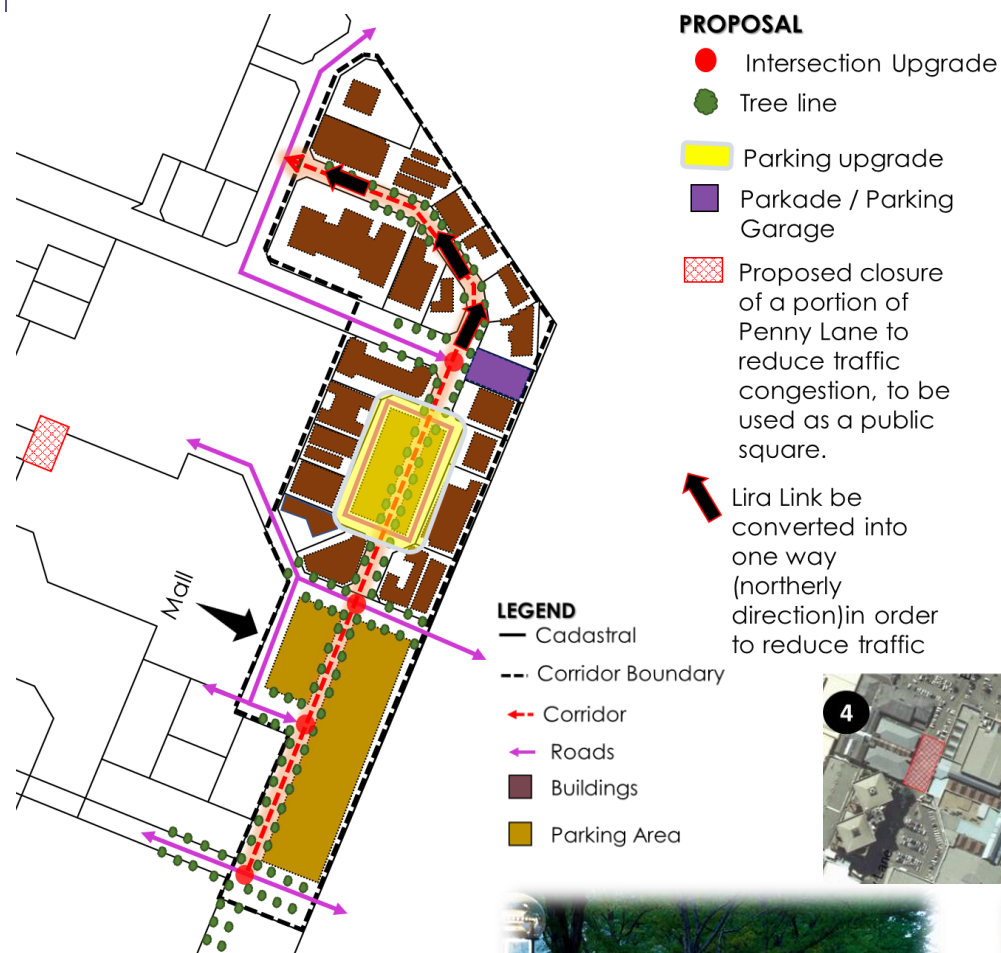 PROPOSAL
Intersection Upgrade
Tree line
Parking upgrade
Parkade / Parking
Garage
Proposed closure
of a portion of
Penny Lane to
reduce traffic
congestion, to be
used as a public
square.
Lira Link be
converted into
one way
(northerly
direction)in order
to reduce traffic
Mall
LEGEND
Cadastral
Corridor Boundary
Corridor
Roads
Buildings
Parking Area
4